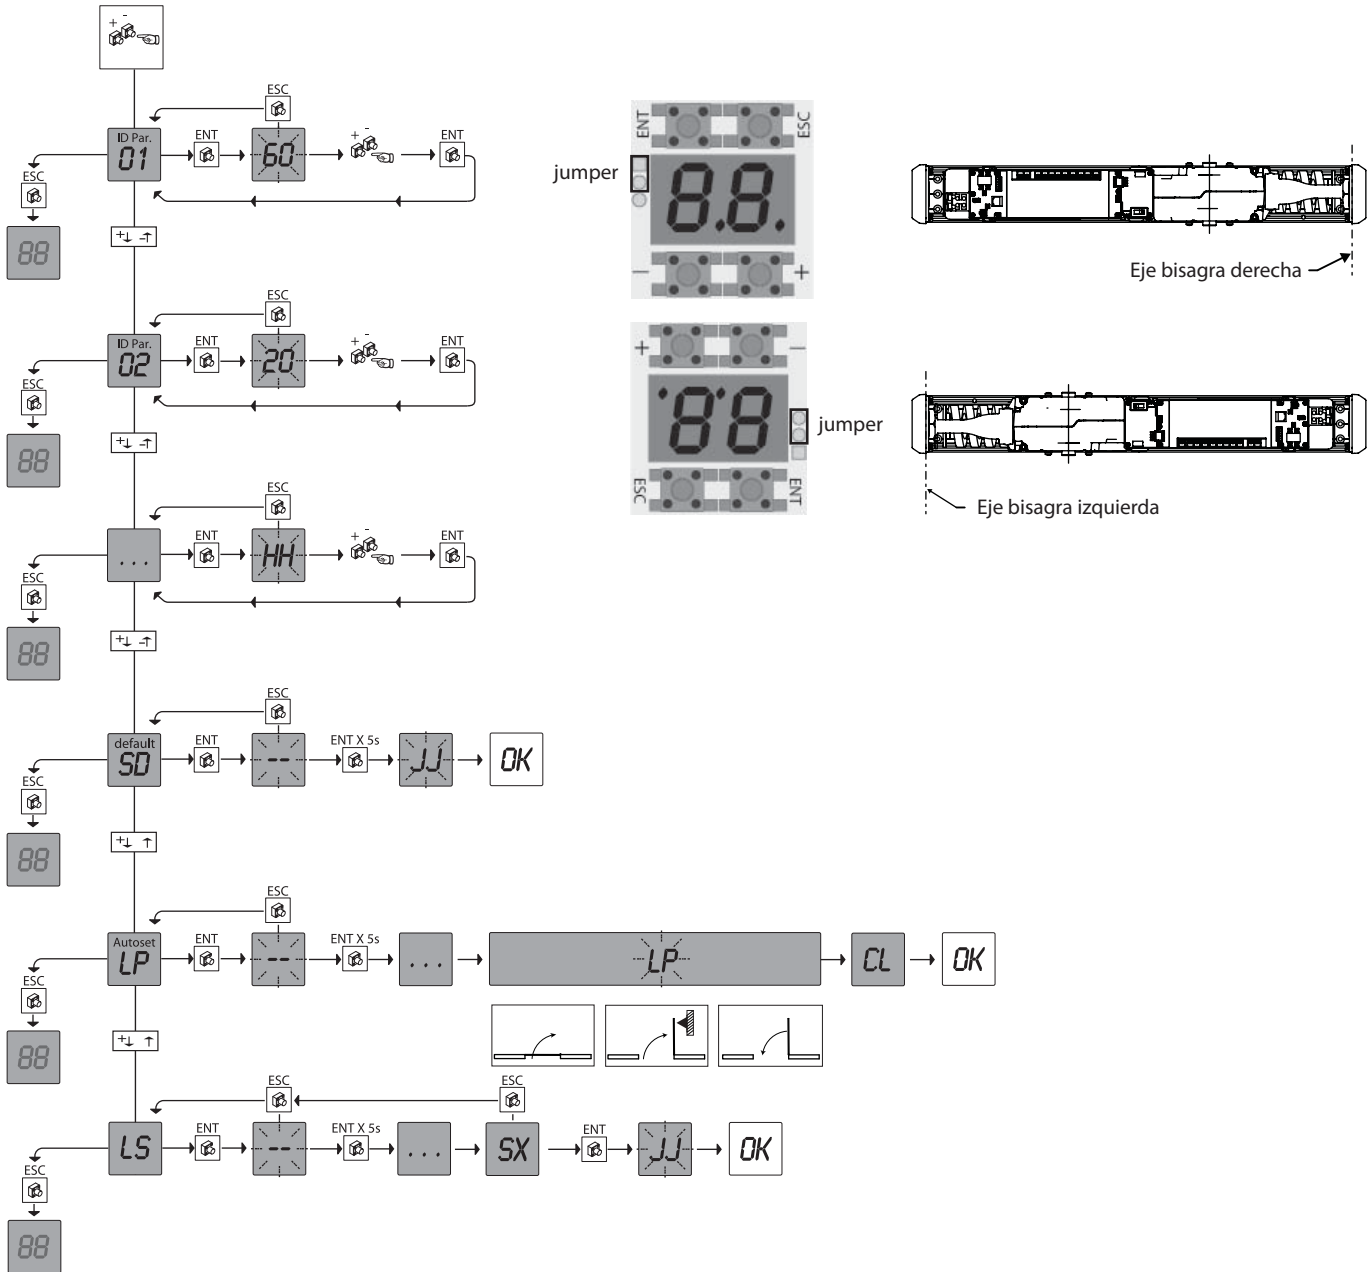 + -
ESC
ID Par.
01
ENT
60
+ -
ENT
ESC
88
+ -
ESC
ID Par.
02
ENT
20
+ -
ENT
ESC
88
+ -
ESC
...
ENT
HH
+ -
ENT
ESC
88
+ -
ESC
default
SD
ENT
--
ENT X 5s
JJ
OK
ESC
88
+
ESC
Autoset
LP
ENT
--
ENT X 5s
...
LP
CL
OK
ESC
88
+
ESC
ESC
LS
ENT
--
ENT X 5s
...
SX
ENT
JJ
OK
ESC
88
ENT
ESC
jumper
8.8.
-
+
+
-
8 8
jumper
ESC
ENT
Eje bisagra derecha
Eje bisagra izquierda